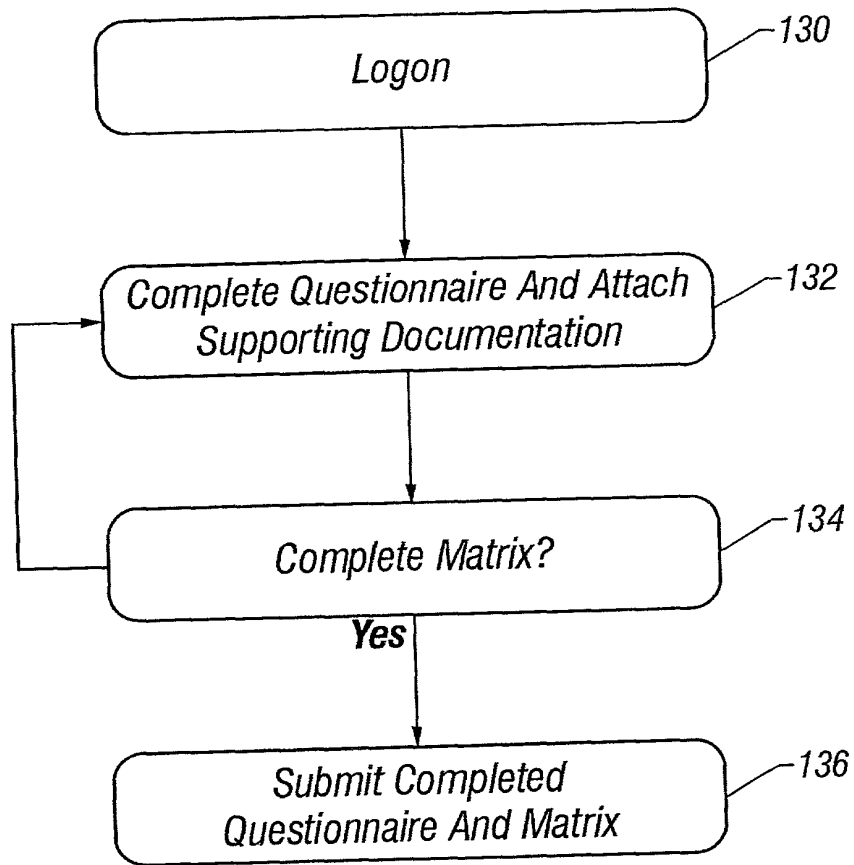 Logon
130
Complete Questionnaire And Attach
Supporting Documentation
132
Complete Matrix?
134
Yes
Submit Completed
Questionnaire And Matrix
136